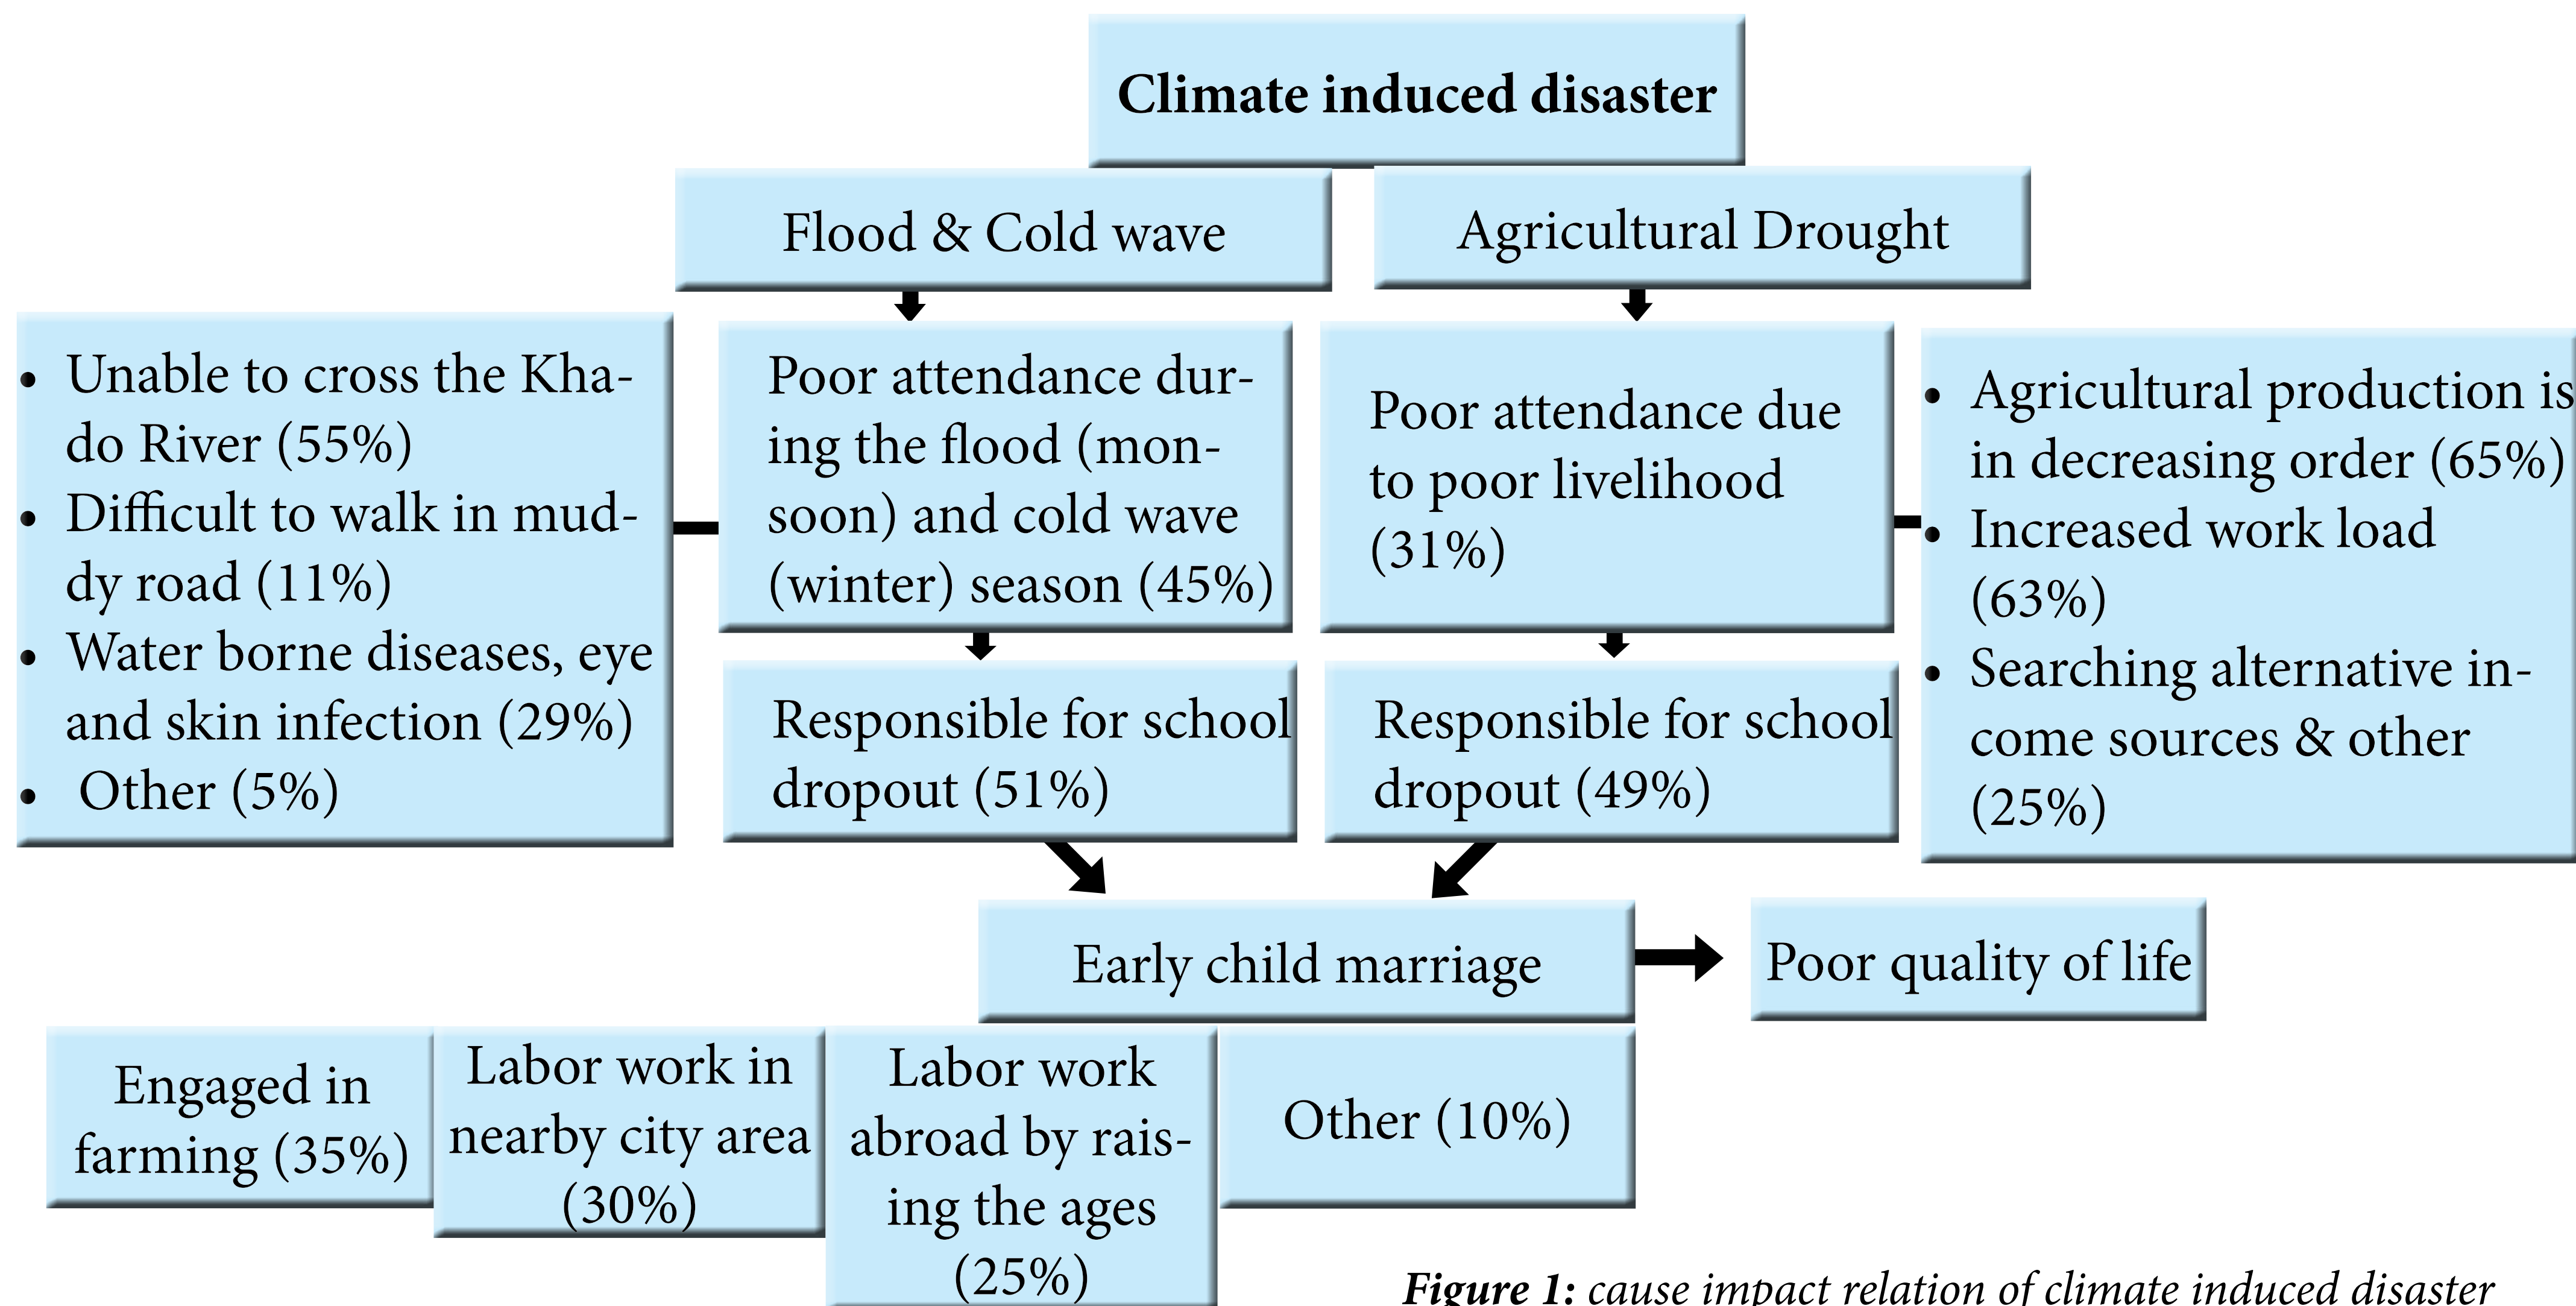 Climate induced disaster
Flood & Cold wave
Agricultural Drought
• Unable to cross the Kha-
do River (55%)
• Difficult to walk in mud-
dy road (11%)
• Water borne diseases, eye
and skin infection (29%)
• Other (5%)
Poor attendance dur-
ing the flood (mon-
soon) and cold wave
(winter) season (45%)
Poor attendance due
to poor livelihood
(31%)
• Agricultural production is
in decreasing order (65%)
• Increased work load
(63%)
• Searching alternative in-
come sources & other
(25%)
Responsible for school
dropout (51%)
Responsible for school
dropout (49%)
Early child marriage
Poor quality of life
Engaged in
farming (35%)
Labor work in
nearby city area
(30%)
Labor work
abroad by rais-
ing the ages
(25%)
Other (10%)
Figure 1: cause impact relation of climate induced disaster